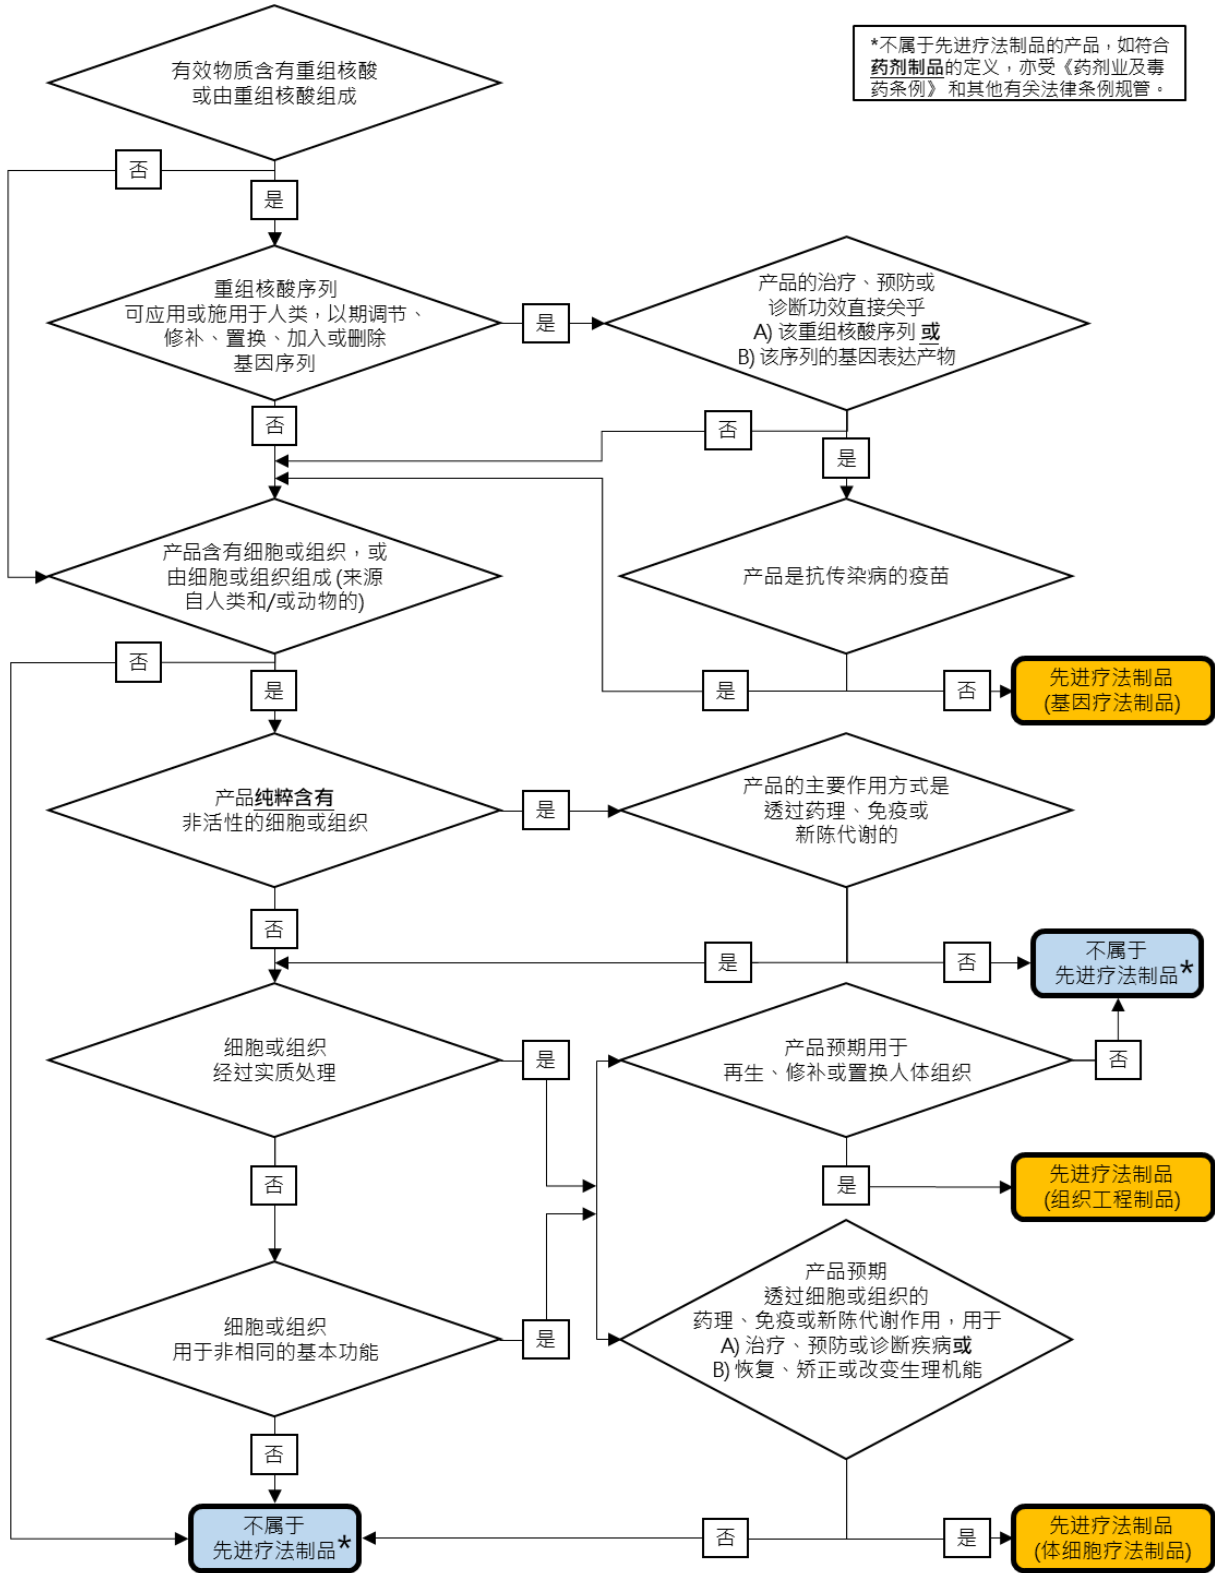 有效物质含有重组核酸
或由重组核酸组成
*不属于先进疗法制品的产品，如符合
药剂制品的定义，亦受《药剂业及毒
药条例》和其他有关法律条例规管。
否
是
重组核酸序列
可应用或施用于人类，以期调节、
修补、置换、加入或删除
基因序列
是
产品的治疗、预防或
诊断功效直接关乎
A) 该重组核酸序列 或
B) 该序列的基因表达产物
否
否
是
产品含有细胞或组织，或
由细胞或组织组成 (来源
自人类和/或动物的)
产品是抗传染病的疫苗
否
是
是
否
先进疗法制品
(基因疗法制品)
产品纯粹含有
非活性的细胞或组织
是
产品的主要作用方式是
透过药理、免疫或
新陈代谢的
否
是
否
不属于
先进疗法制品*
细胞或组织
经过实质处理
是
产品预期用于
再生、修补或置换人体组织
否
否
是
先进疗法制品
(组织工程制品)
细胞或组织
用于非相同的基本功能
是
产品预期
透过细胞或组织的
药理、免疫或新陈代谢作用，用于
A) 治疗、预防或诊断疾病或
B) 恢复、矫正或改变生理机能
否
不属于
先进疗法制品*
否
是
先进疗法制品
(体细胞疗法制品)